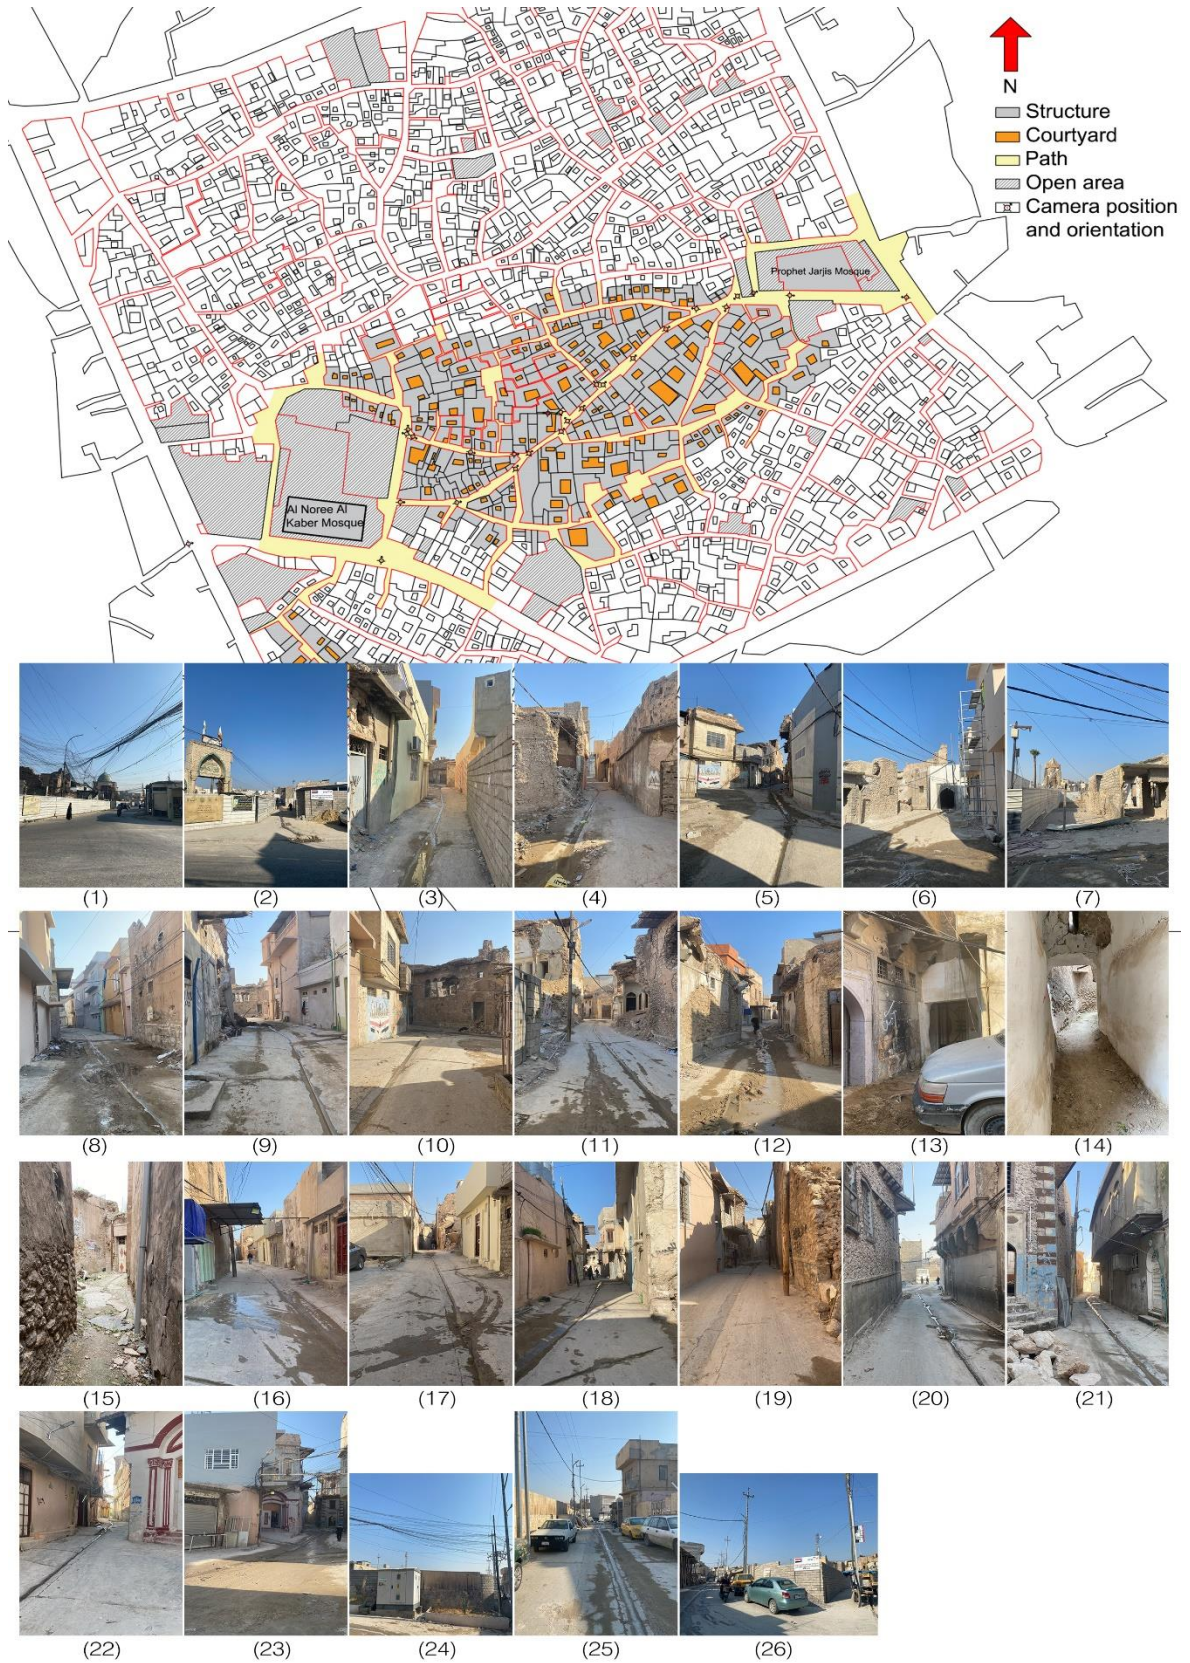 N
Structure
Courtyard
Path
Open area
Camera position
and orientation
Prophet Jarjis Mosque
Al Noree Al
Kaber Mosque
(1)
(2)
(3)
(4)
(5)
(6)
(7)
(8)
(9)
(10)
(11)
(12)
(13)
(14)
(15)
(16)
(17)
(18)
(19)
(20)
(21)
(22)
(23)
(24)
(25)
(26)